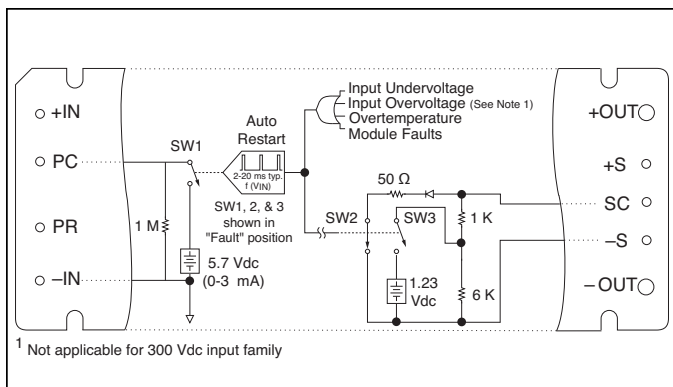 +IN
PC
PR
−IN
SW1
1 M
5.7 Vdc
(0-3 mA)
Auto
Restart
2-20 ms typ.
f (VIN)
SW1, 2, & 3
shown in
"Fault" position
Input Undervoltage
Input Overvoltage (See Note 1)
Overtemperature
Module Faults
50 Ω
SW2
SW3
1 K
1.23
Vdc
6 K
+OUT
+S
SC
−S
−OUT
1 Not applicable for 300 Vdc input family